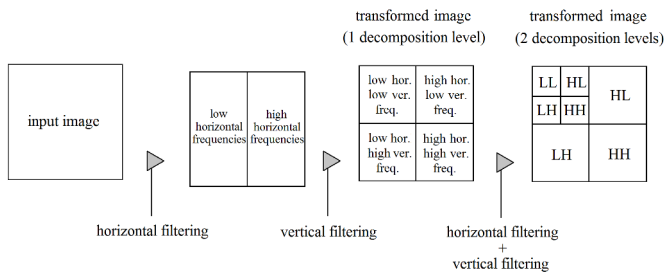 transformed image
(1 decomposition level)
transformed image
(2 decomposition levels)
input image
low
horizontal
frequencies
high
horizontal
frequencies
low hor.
low ver.
freq.
high hor.
low ver.
freq.
low hor.
high ver.
freq.
high hor.
high ver.
freq.
LL HL
LH HH
HL
LH
HH
horizontal filtering
vertical filtering
horizontal filtering
+
vertical filtering